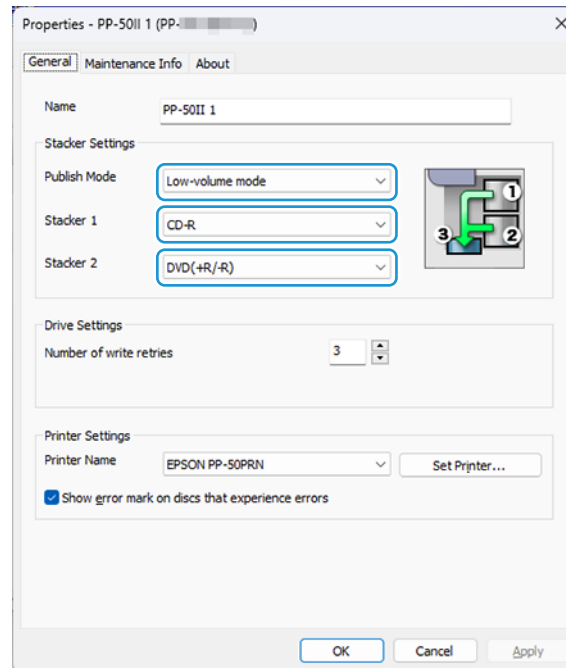 Properties - PP-50II 1 (PP- )
General Maintenance Info About
Name PP-50II 1
Stacker Settings
Publish Mode Low-volume mode
1
Stacker 1 CD-R
3 2
Stacker 2 DVD(+R/-R)
Drive Settings
Number of write retries 3
Printer Settings
Printer Name EPSON PP-50PRN Set Printer...
Show error mark on discs that experience errors
OK Cancel Apply